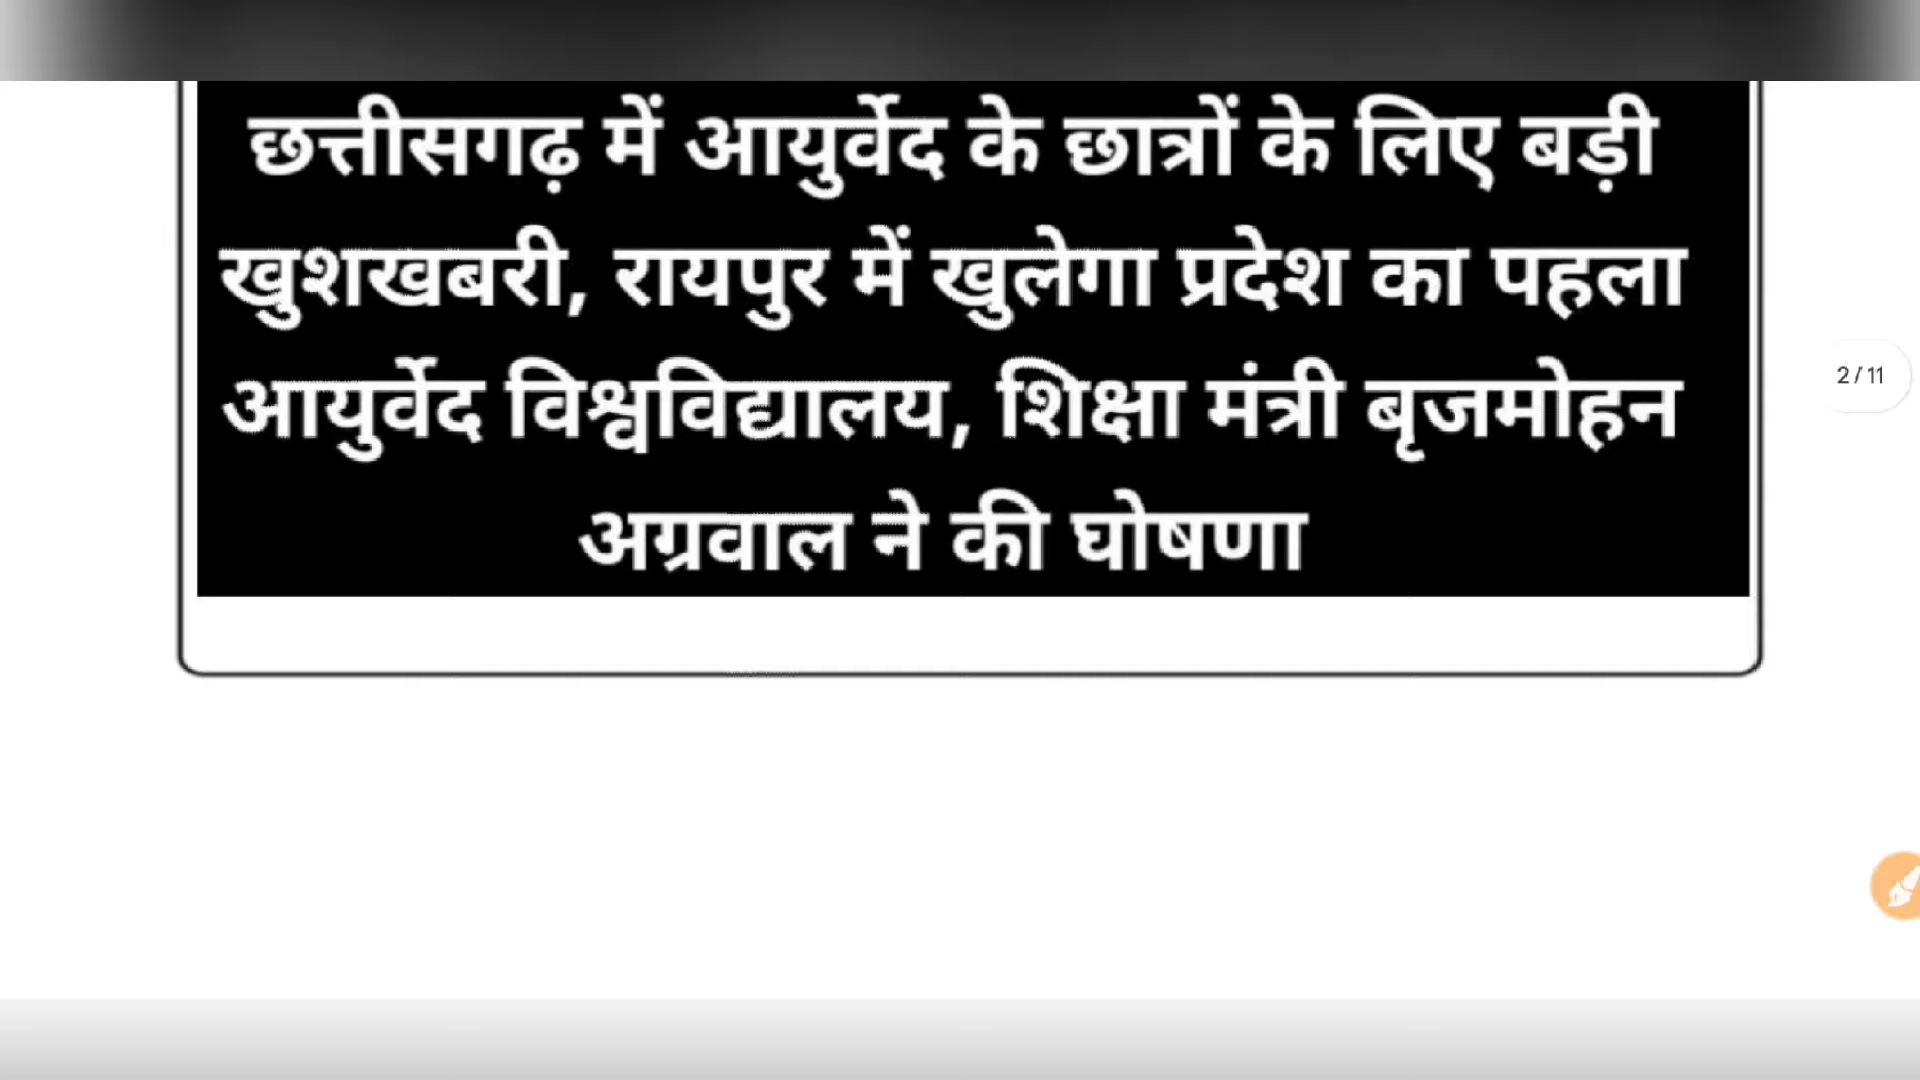 छत्तीसगढ़ में आयुर्वेद के छात्रों के लिए बड़ी
खुशखबरी, रायपुर में खुलेगा प्रदेश का पहला
आयुर्वेद विश्वविद्यालय, शिक्षा मंत्री बृजमोहन
अग्रवाल ने की घोषणा
2/11